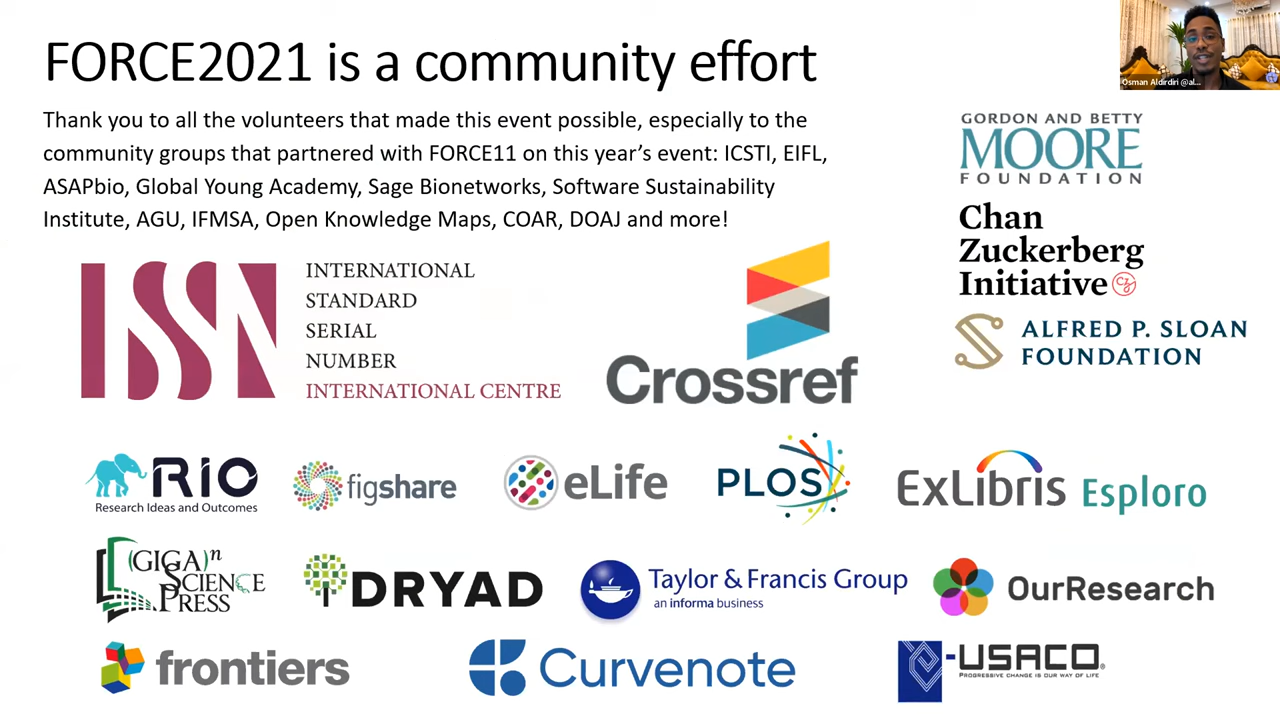 FORCE2021 is a community effort
Thank you to all the volunteers that made this event possible, especially to the
community groups that partnered with FORCE11 on this year’s event: ICSTI, EIFL,
ASAPbio, Global Young Academy, Sage Bionetworks, Software Sustainability
Institute, AGU, IFMSA, Open Knowledge Maps, COAR, DOAJ and more!
Osman Aldirdiri @al...
GORDON AND BETTY
MOORE
FOUNDATION
Chan
Zuckerberg
Initiative
CZI
ALFRED P. SLOAN
FOUNDATION
ISSN
INTERNATIONAL
STANDARD
SERIAL
NUMBER
INTERNATIONAL CENTRE
Crossref
RIO
Research Ideas and Outcomes
figshare
eLife
PLOS
ExLibris Esploro
(GIGA)n
SCIENCE
PRESS
DRYAD
Taylor & Francis Group
an informa business
OurResearch
frontiers
Curvenote
-USACO®
PROGRESSIVE CHANGE IS OUR WAY OF LIFE